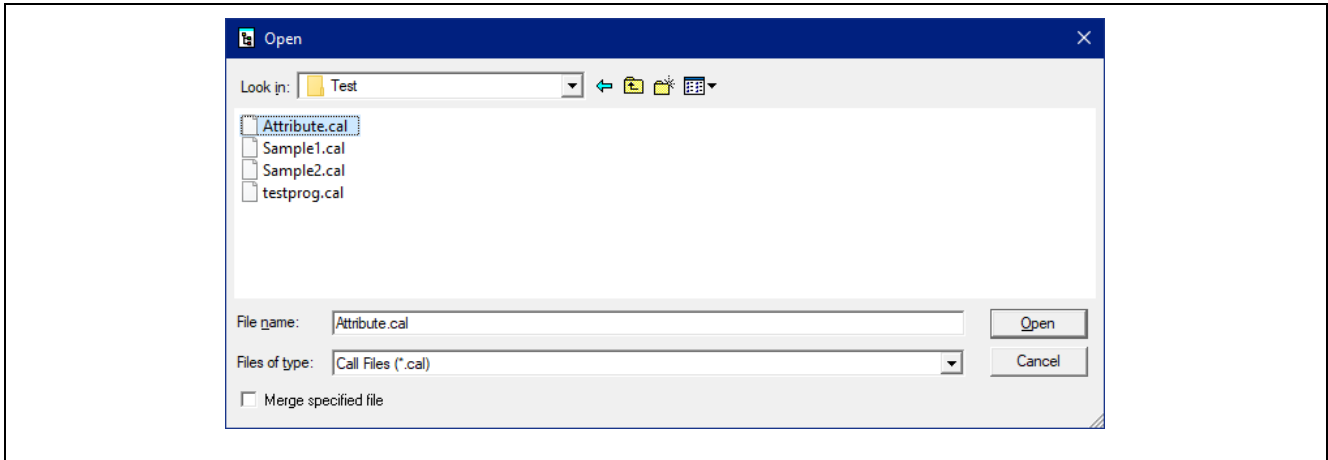 Open
Look in: Test
Attribute.cal
Sample1.cal
Sample2.cal
testprog.cal
File name: Attribute.cal Open
Files of type: Call Files (*.cal) Cancel
Merge specified file